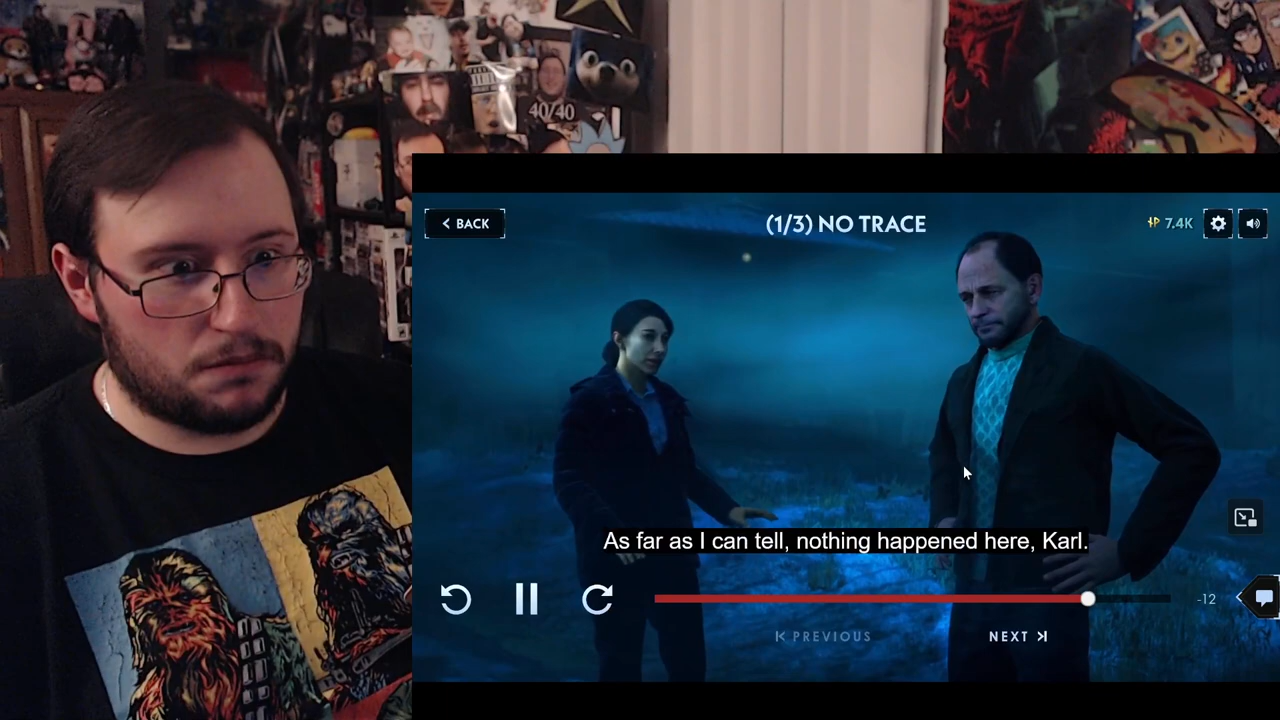 40/40
BACK
(1/3) NO TRACE
7.4K
As far as I can tell, nothing happened here, Karl.
-12
PREVIOUS
NEXT